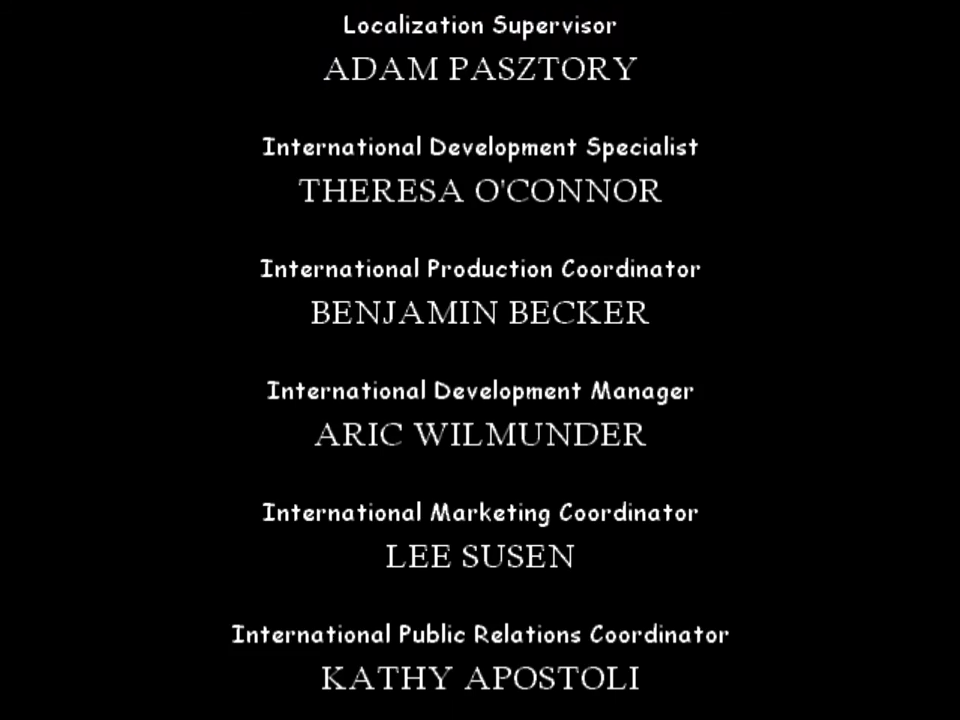 Localization Supervisor
ADAM PASZTORY
International Development Specialist
THERESA O'CONNOR
International Production Coordinator
BENJAMIN BECKER
International Development Manager
ARIC WILMUNDER
International Marketing Coordinator
LEE SUSEN
International Public Relations Coordinator
KATHY APOSTOLI